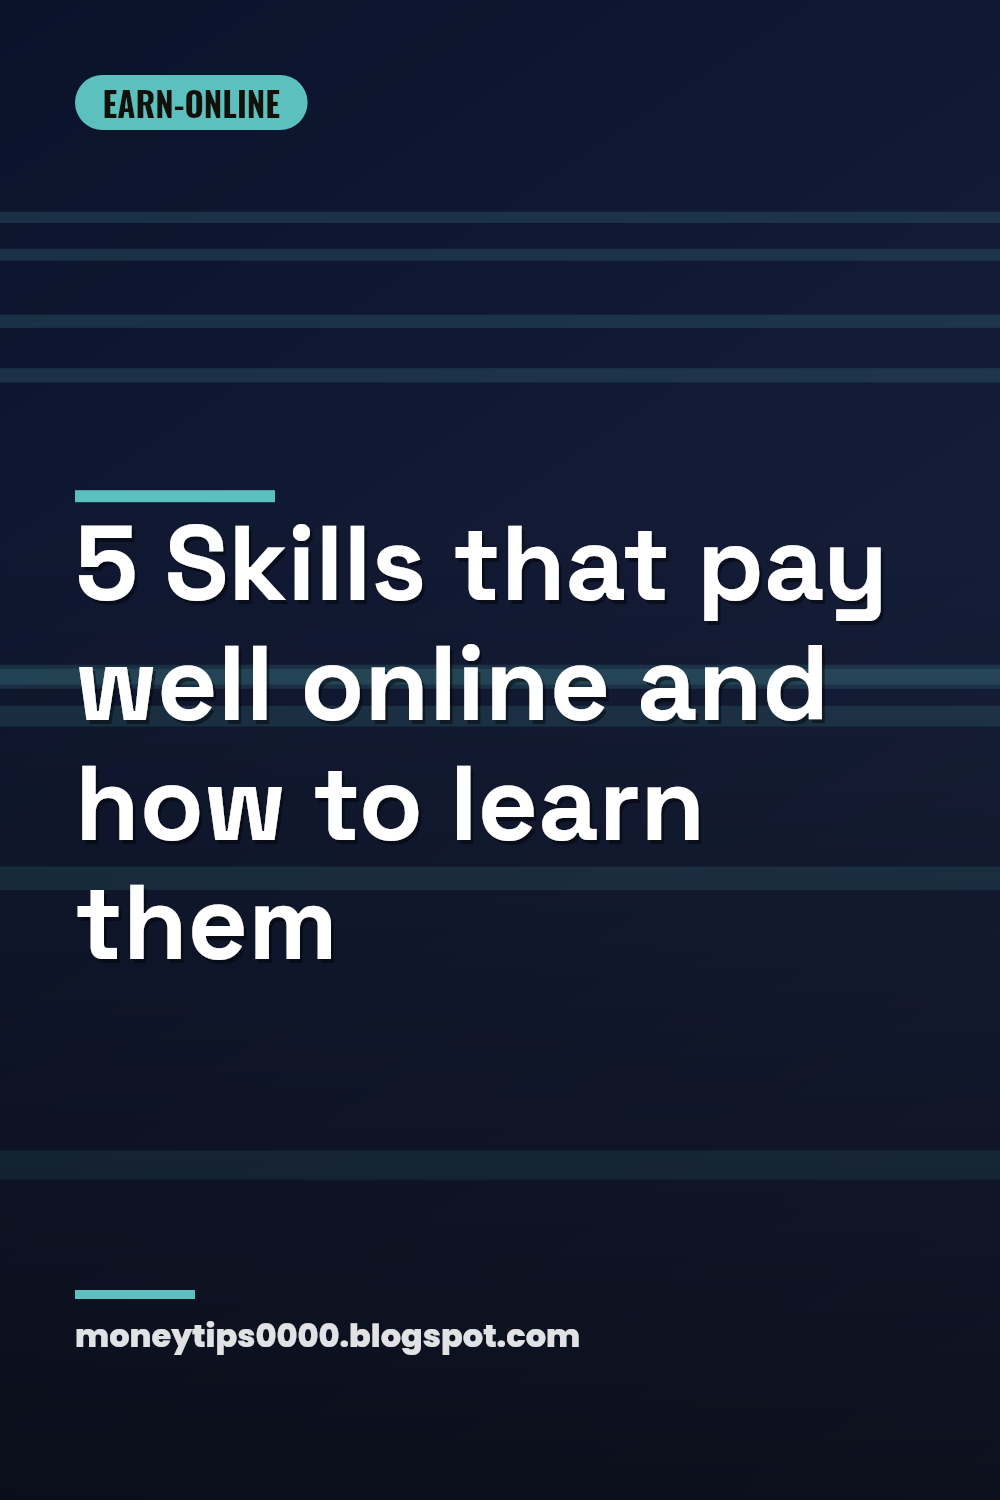 EARN-ONLINE
5 Skills that pay
well online and
how to learn
them
moneytips0000.blogspot.com